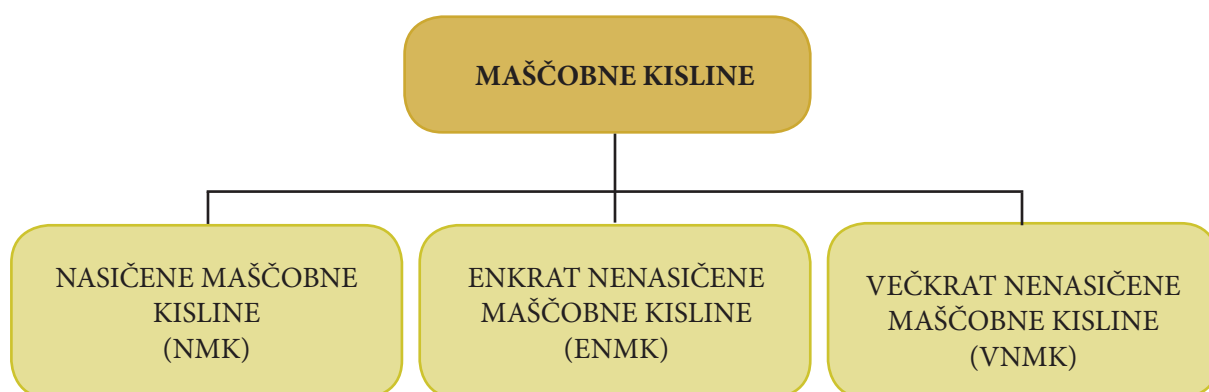 MAŠČOBNE KISLINE
NASIČENE MAŠČOBNE
KISLINE
(NMK)
ENKRAT NENASIČENE
MAŠČOBNE KISLINE
(ENMK)
VEČKRAT NENASIČENE
MAŠČOBNE KISLINE
(VNMK)